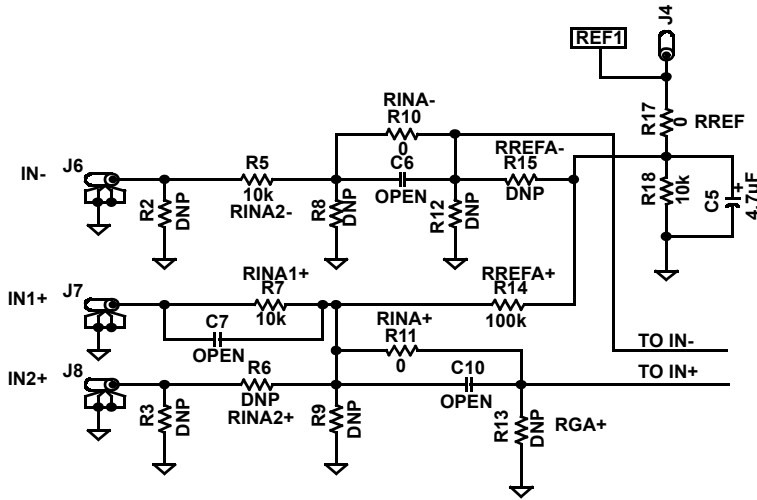 J4
REF1
R17
0
RREF
RINA-
R10
0
C6
OPEN
RREFA-
R15
DNP
IN-
J6
R5
10k
RINA2-
R2
DNP
R8
DNP
R12
DNP
R18
10k
C5
+
4.7µF
IN1+
J7
RINA1+
R7
10k
C7
OPEN
RREFA+
R14
100k
RINA+
R11
0
TO IN-
IN2+
J8
R6
DNP
RINA2+
C10
OPEN
TO IN+
R3
DNP
R9
DNP
R13
DNP
RGA+